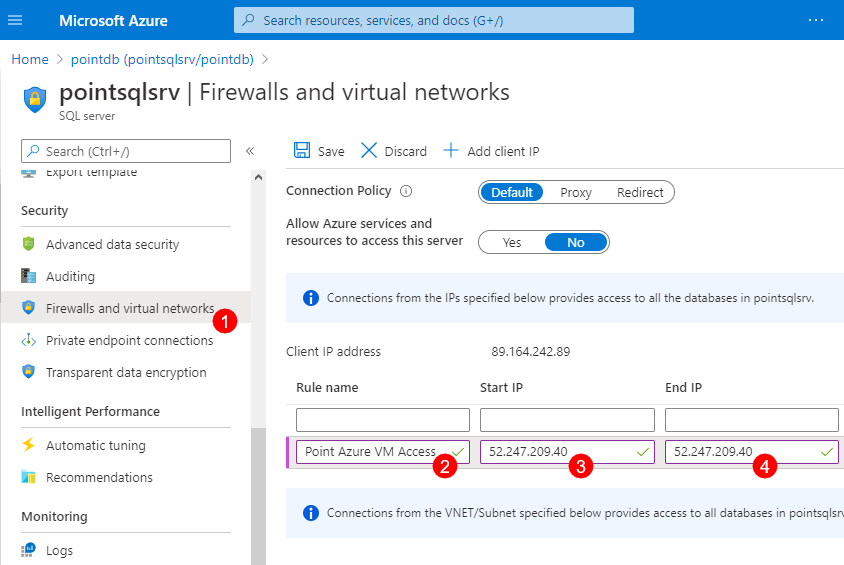 Microsoft Azure
Search resources, services, and docs (G+/)
Home > pointdb (pointsqlsrv/pointdb) >
pointsqlsrv | Firewalls and virtual networks
SQL server
Search (Ctrl+/)
Export template
Security
Advanced data security
Auditing
Firewalls and virtual networks
1
Private endpoint connections
Transparent data encryption
Intelligent Performance
Automatic tuning
Recommendations
Monitoring
Logs
Save Discard Add client IP
Connection Policy
Default Proxy Redirect
Allow Azure services and
resources to access this server
Yes No
Connections from the IPs specified below provides access to all the databases in pointsqlsrv.
Client IP address 89.164.242.89
Rule name Start IP End IP
Point Azure VM Access 52.247.209.40 52.247.209.40
2 3 4
Connections from the VNET/Subnet specified below provides access to all databases in pointsqlsrv